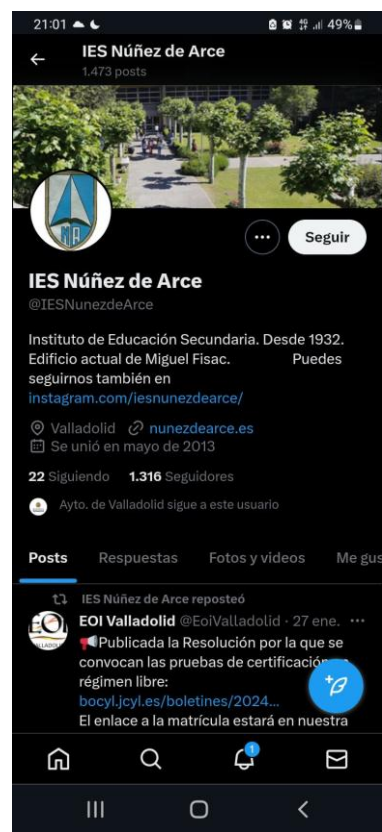 21:01 49%
IES Núñez de Arce
1.473 posts
MA
Seguir
IES Núñez de Arce
@IESNunezdeArce
Instituto de Educación Secundaria. Desde 1932.
Edificio actual de Miguel Fisac. Puedes
seguirnos también en
instagram.com/iesnunezdearce/
Valladolid nunezdearce.es
Se unió en mayo de 2013
22 Siguiendo 1.316 Seguidores
Ayto. de Valladolid sigue a este usuario
Posts Respuestas Fotos y videos Me gus
IES Núñez de Arce reposteó
EOI Valladolid @EoiValladolid · 27 ene.
Publicada la Resolución por la que se
convocan las pruebas de certificación
régimen libre:
bocyl.jcyl.es/boletines/2024...
El enlace a la matrícula estará en nuestra
1